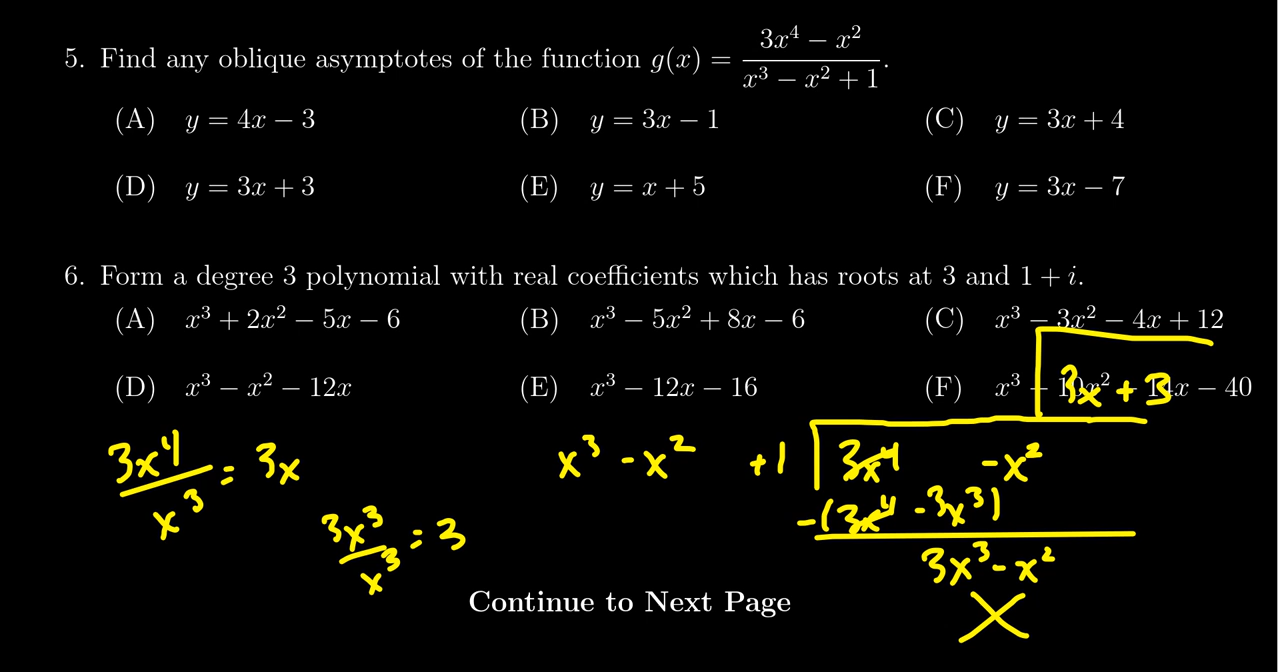 5. Find any oblique asymptotes of the function g(x) = (3x⁴ − x²)/(x³ − x² + 1).
(A) y = 4x − 3 (B) y = 3x − 1 (C) y = 3x + 4
(D) y = 3x + 3 (E) y = x + 5 (F) y = 3x − 7
6. Form a degree 3 polynomial with real coefficients which has roots at 3 and 1 + i.
(A) x³ + 2x² − 5x − 6 (B) x³ − 5x² + 8x − 6 (C) x³ − 3x² − 4x + 12
(D) x³ − x² − 12x (E) x³ − 12x − 16 (F) x³ − x² x − 40
3x + 3
3x⁴/x³ = 3x
x³ - x² + 1 3x⁴ - x²
-(3x⁴ - 3x³)
3x³/x³ = 3
3x³ - x²
Continue to Next Page